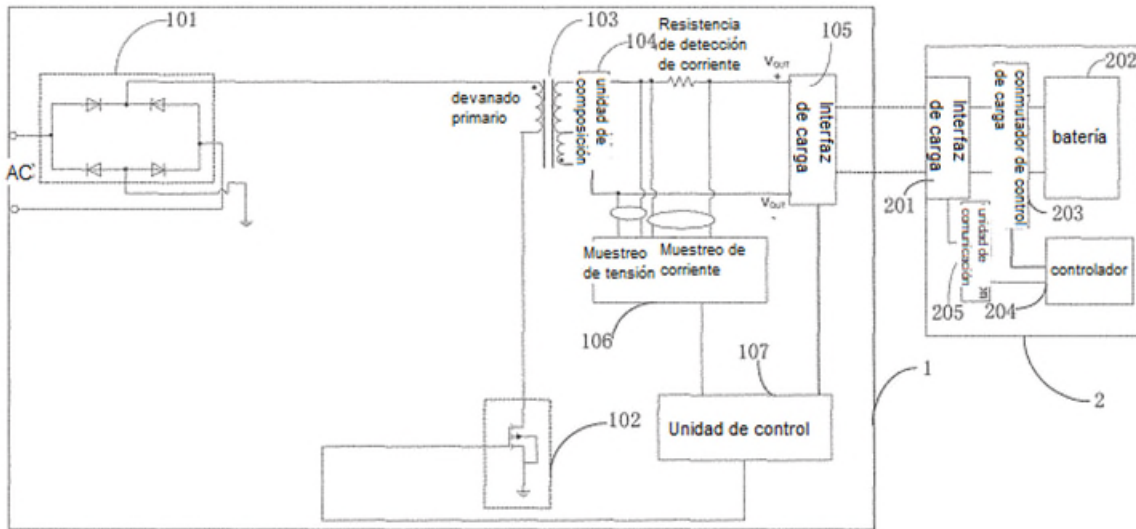 101
AC
devanado
primario
103
104
unidad de
composición
Resistencia
de detección
de corriente
V_OUT
+
105
Interfaz
de carga
V_OUT
-
Muestreo
de tensión
Muestreo de
corriente
106
107
Unidad de control
102
1
Interfaz
de carga
201
conmutador de control
de carga
202
batería
203
unidad de
comunicación
205
204
controlador
2